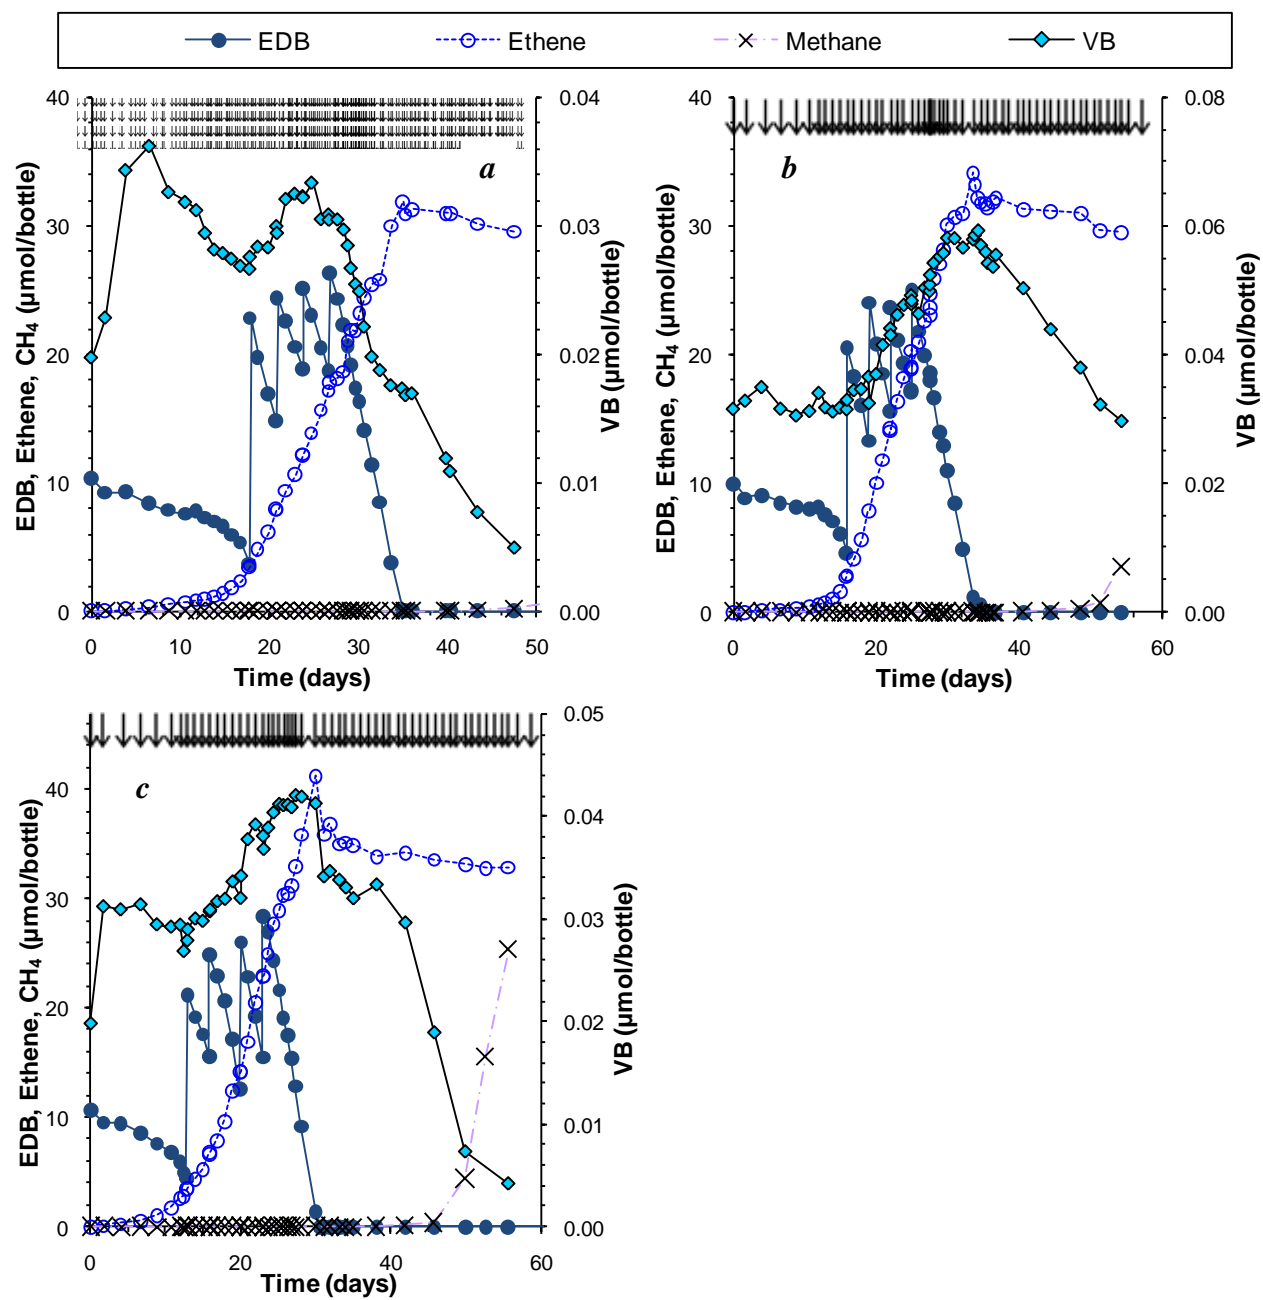 EDB Ethene Methane VB
40 0.04
a
30 0.03
20 0.02
10 0.01
0 0.00
0 10 20 30 40 50
Time (days)
EDB, Ethene, CH4 (µmol/bottle)
VB (µmol/bottle)
40 0.08
b
30 0.06
20 0.04
10 0.02
0 0.00
0 20 40 60
Time (days)
EDB, Ethene, CH4 (µmol/bottle)
VB (µmol/bottle)
0.05
c
40 0.04
30 0.03
20 0.02
10 0.01
0 0.00
0 20 40 60
Time (days)
EDB, Ethene, CH4 (µmol/bottle)
VB (µmol/bottle)